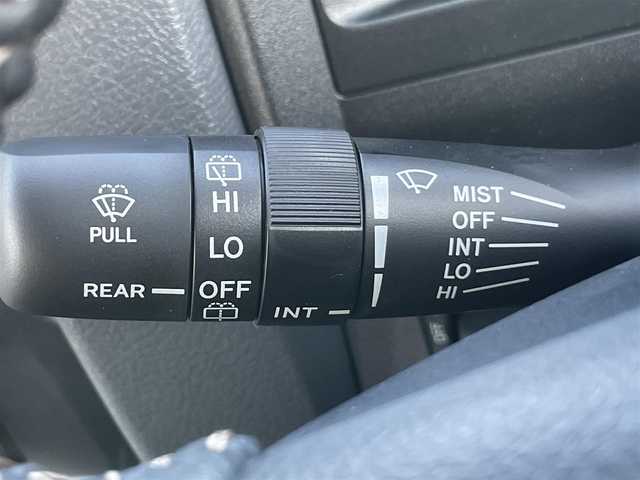 PULL
REAR
HI
LO
OFF
INT
MIST
OFF
INT
LO
HI